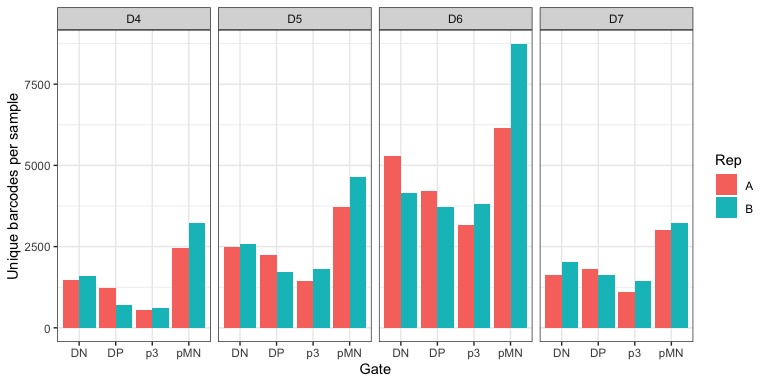 D4 D5 D6 D7
Unique barcodes per sample
7500
5000
2500
0
DN DP p3 pMN DN DP p3 pMN DN DP p3 pMN DN DP p3 pMN
Gate
Rep
A
B